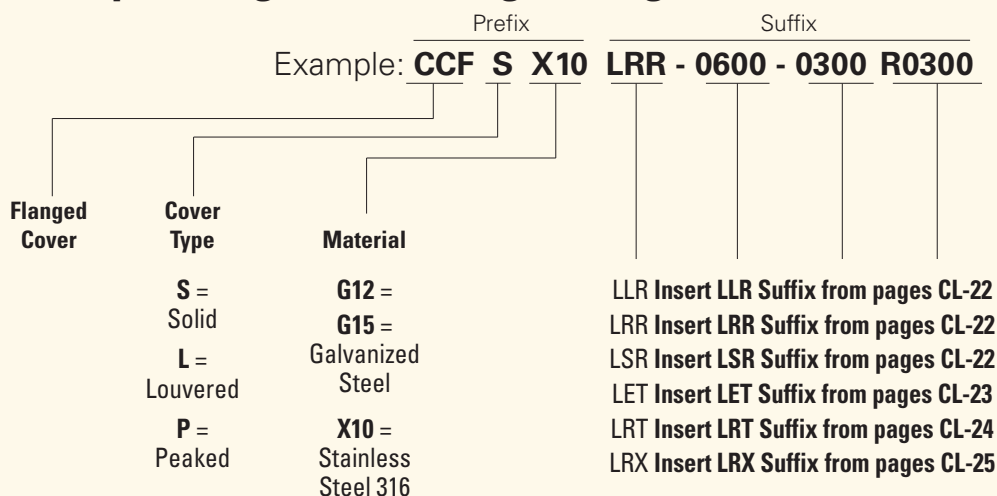 Prefix Suffix
Example: CCF S X10 LRR - 0600 - 0300 R0300
Flanged Cover
Cover Type
Material
S =
Solid
L =
Louvered
P =
Peaked
G12 =
G15 =
Galvanized
Steel
X10 =
Stainless
Steel 316
LLR Insert LLR Suffix from pages CL-22
LRR Insert LRR Suffix from pages CL-22
LSR Insert LSR Suffix from pages CL-22
LET Insert LET Suffix from pages CL-23
LRT Insert LRT Suffix from pages CL-24
LRX Insert LRX Suffix from pages CL-25